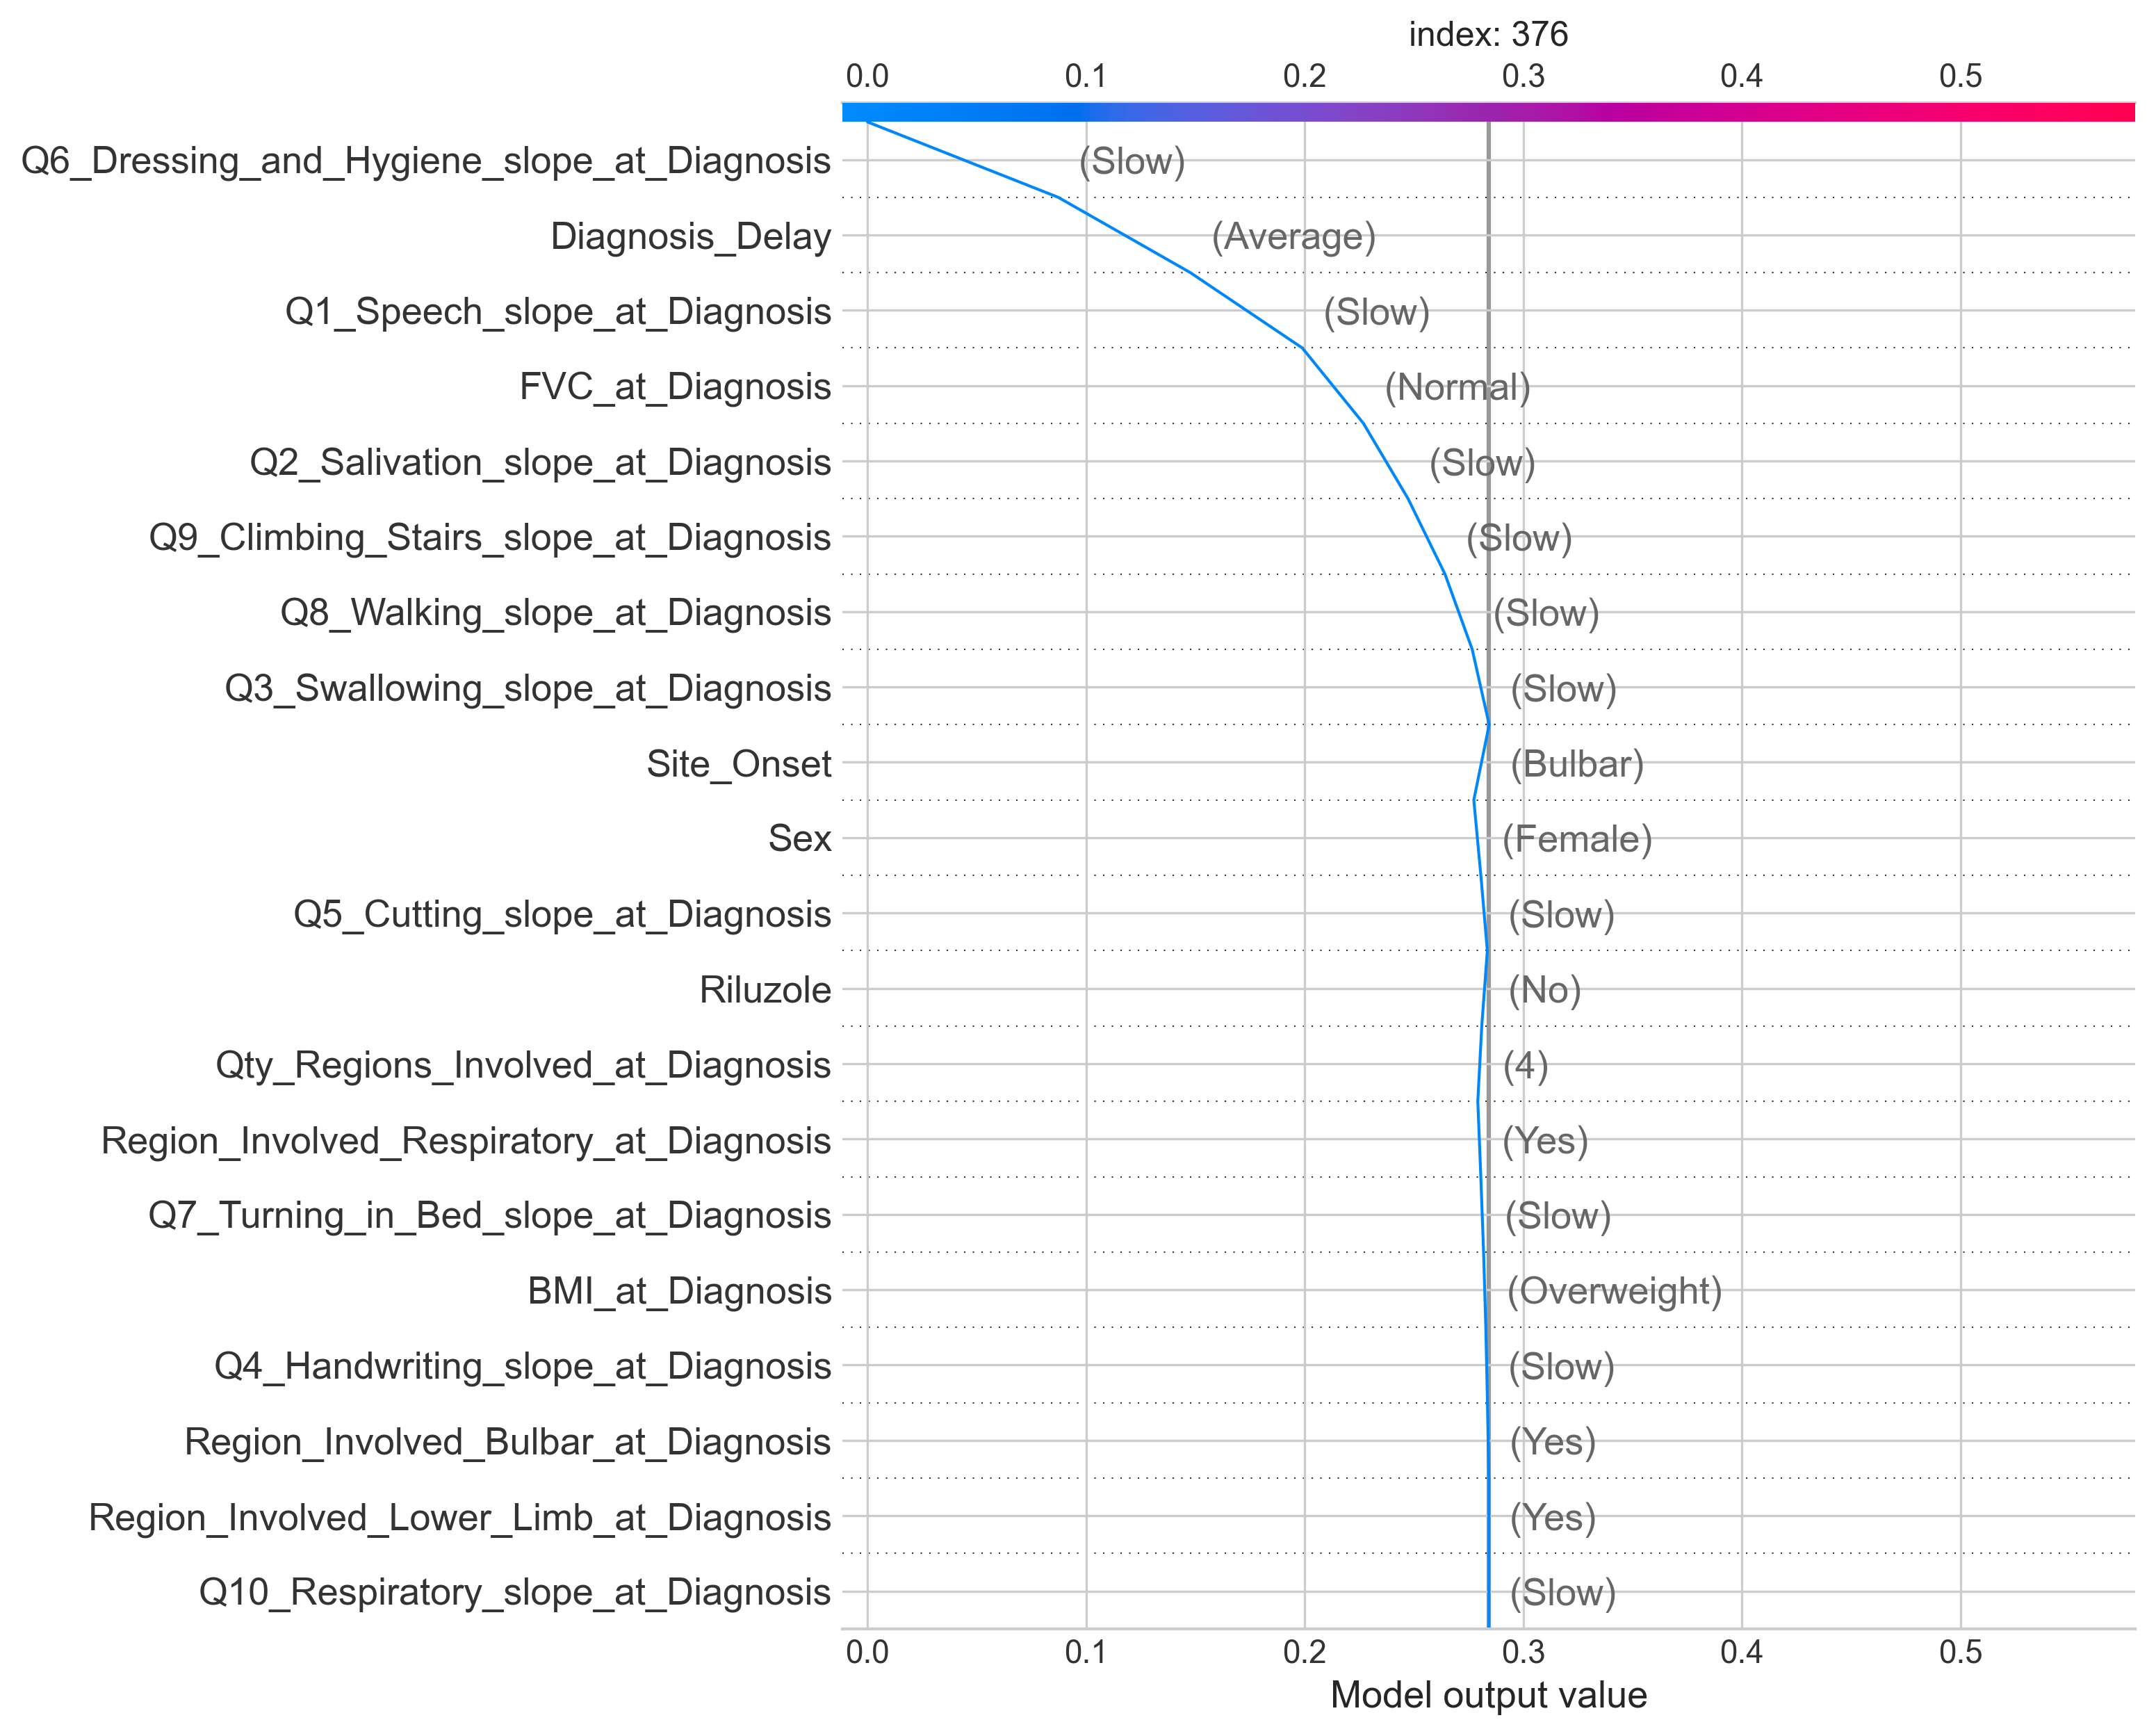 index: 376
0.0 0.1 0.2 0.3 0.4 0.5
Q6_Dressing_and_Hygiene_slope_at_Diagnosis (Slow)
Diagnosis_Delay (Average)
Q1_Speech_slope_at_Diagnosis (Slow)
FVC_at_Diagnosis (Normal)
Q2_Salivation_slope_at_Diagnosis (Slow)
Q9_Climbing_Stairs_slope_at_Diagnosis (Slow)
Q8_Walking_slope_at_Diagnosis (Slow)
Q3_Swallowing_slope_at_Diagnosis (Slow)
Site_Onset (Bulbar)
Sex (Female)
Q5_Cutting_slope_at_Diagnosis (Slow)
Riluzole (No)
Qty_Regions_Involved_at_Diagnosis (4)
Region_Involved_Respiratory_at_Diagnosis (Yes)
Q7_Turning_in_Bed_slope_at_Diagnosis (Slow)
BMI_at_Diagnosis (Overweight)
Q4_Handwriting_slope_at_Diagnosis (Slow)
Region_Involved_Bulbar_at_Diagnosis (Yes)
Region_Involved_Lower_Limb_at_Diagnosis (Yes)
Q10_Respiratory_slope_at_Diagnosis (Slow)
0.0 0.1 0.2 0.3 0.4 0.5
Model output value